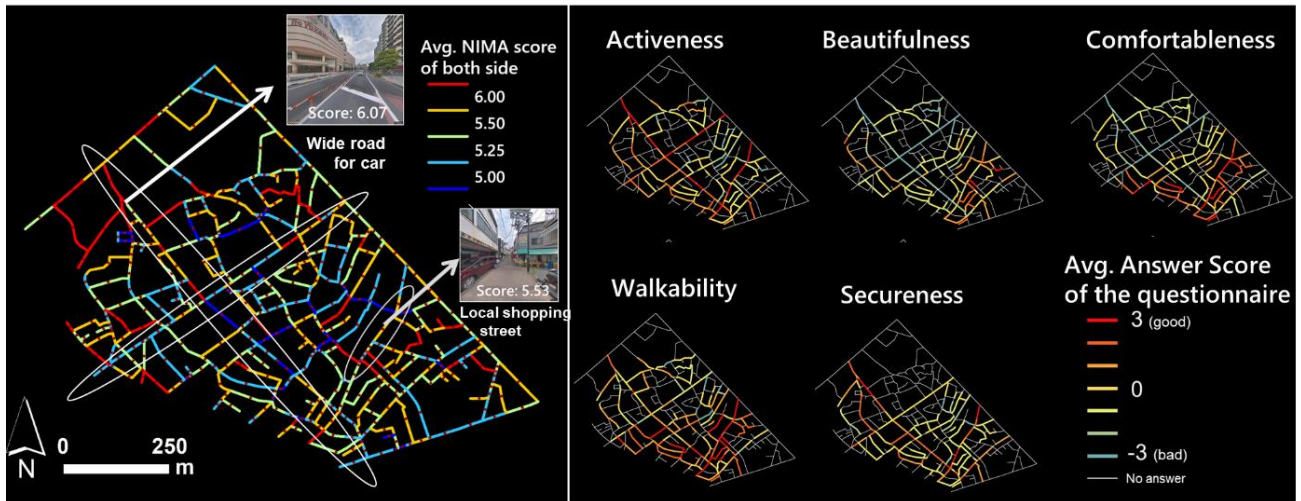 Avg. NIMA score
of both side
6.00
5.50
5.25
5.00
Score: 6.07
Wide road
for car
Score: 5.53
Local shopping
street
0
250
m
N
Activeness
Beautifulness
Comfortableness
Walkability
Secureness
Avg. Answer Score
of the questionnaire
3 (good)
0
-3 (bad)
No answer